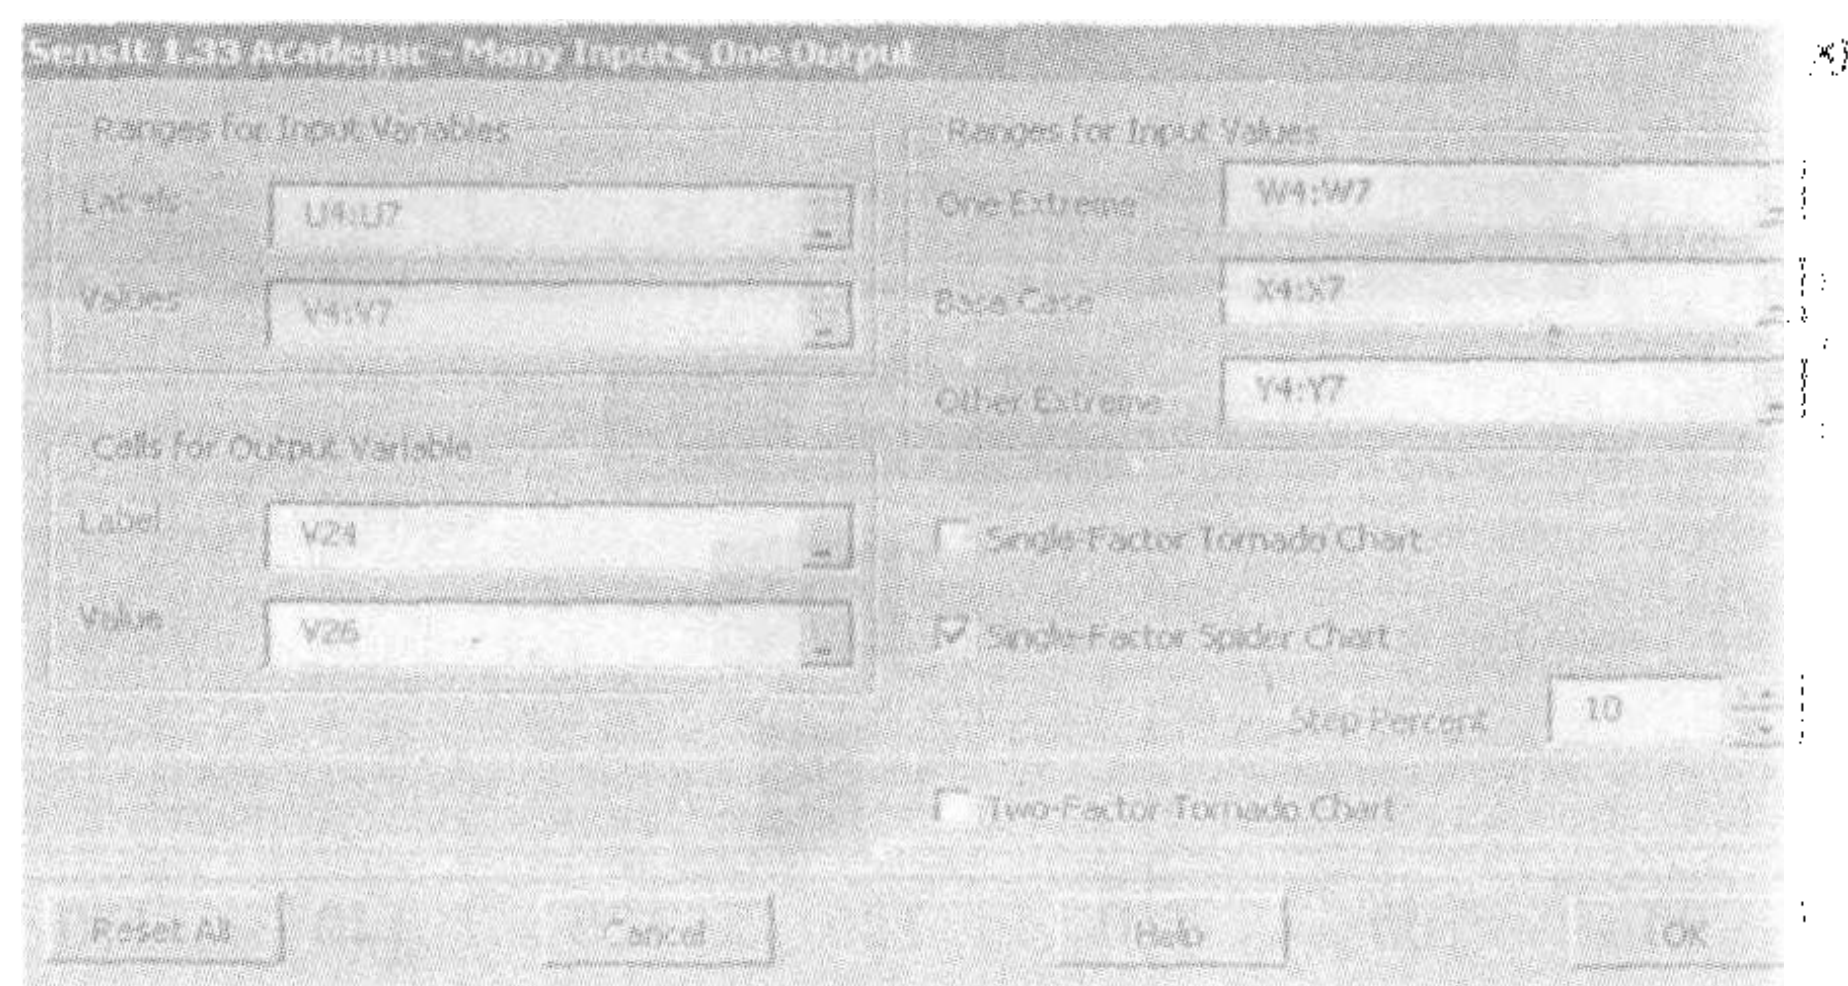 SensIt 1.33 Academic - Many Inputs, One Output
Ranges for Input Variables
Labels U4:U7
Values V4:V7
Cells for Output Variable
Label V24
Value V26
Ranges for Input Values
One Extreme W4:W7
Base Case X4:X7
Other Extreme Y4:Y7
Single-Factor Tornado Chart
Single-Factor Spider Chart
Step Percent 10
Two-Factor Tornado Chart
Reset All Cancel Help OK